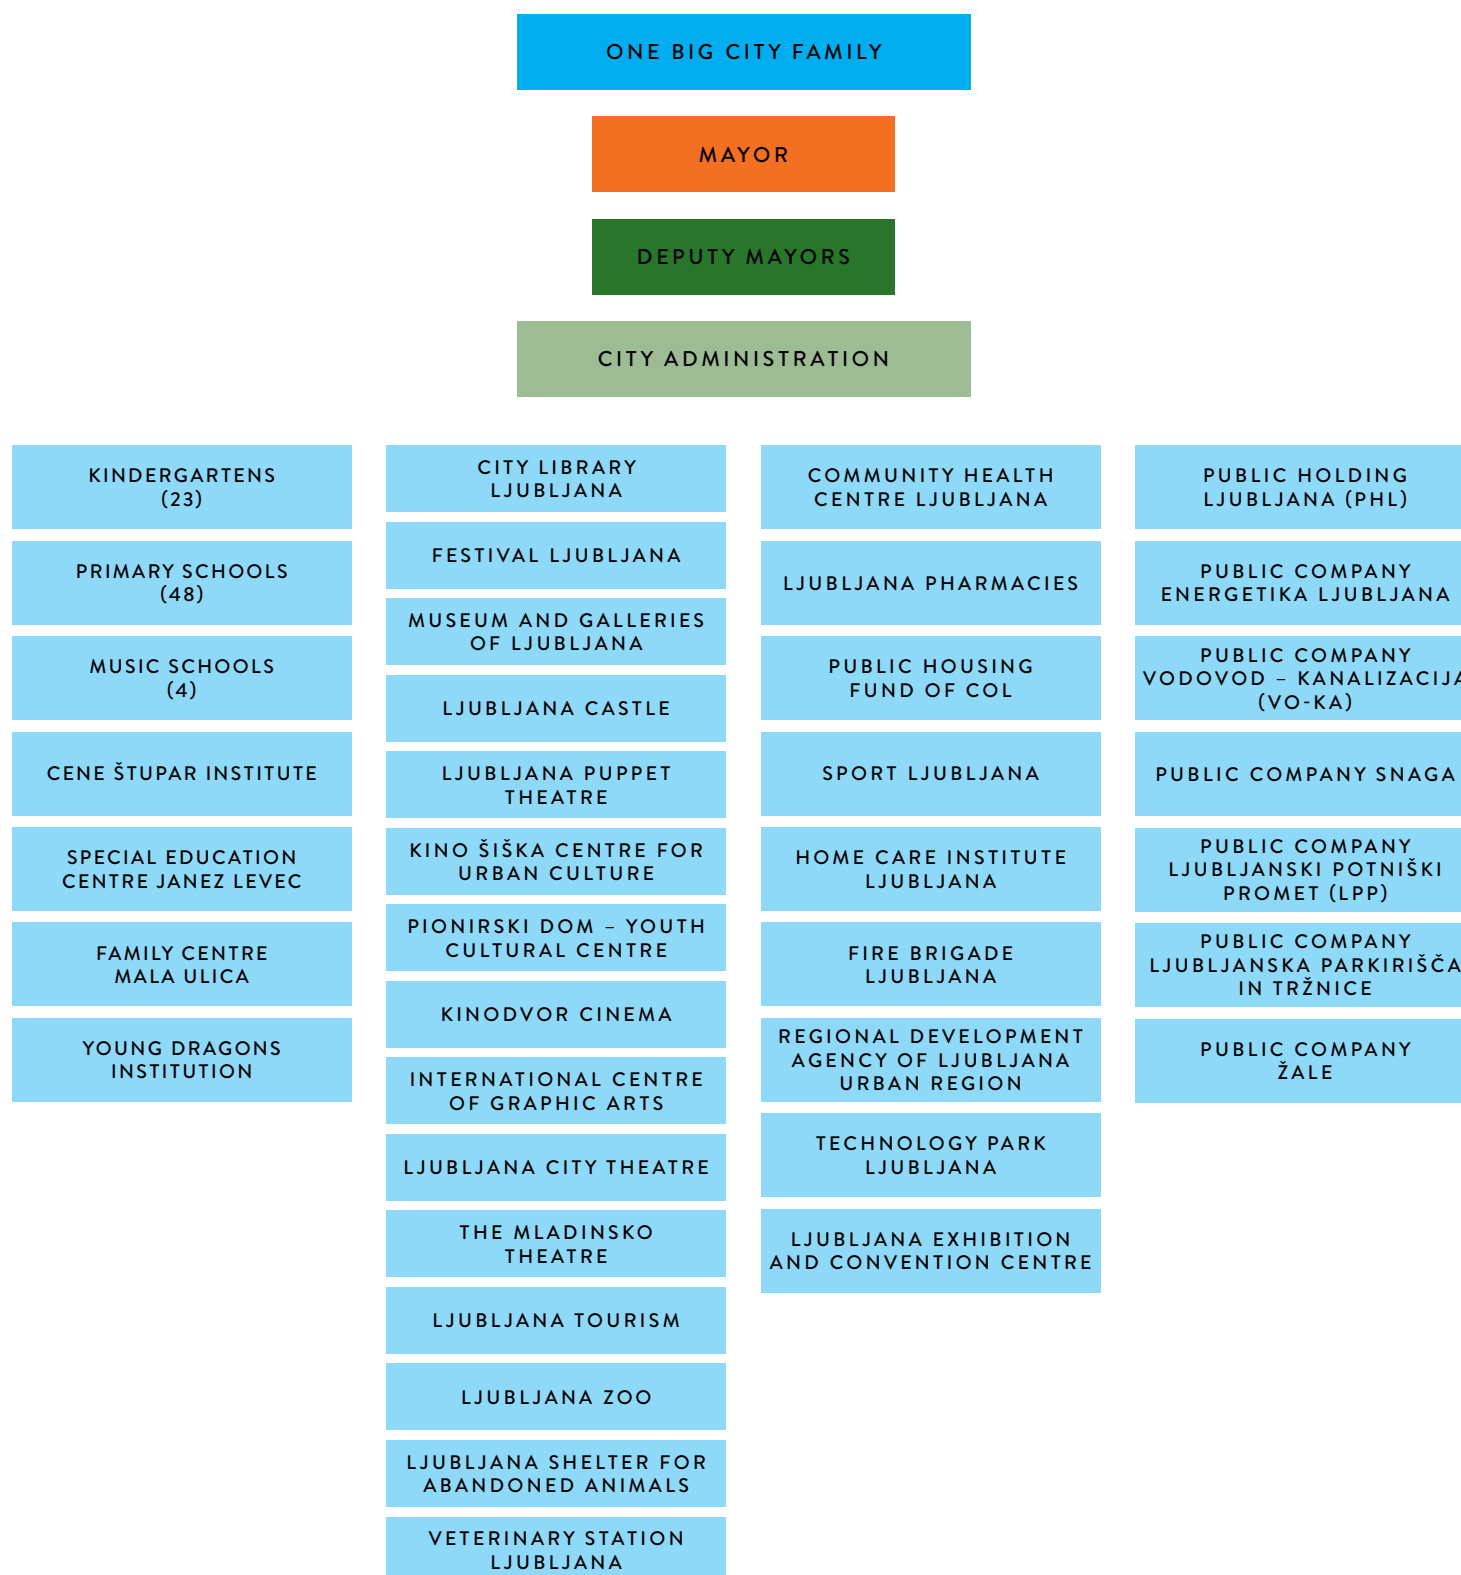 ONE BIG CITY FAMILY
MAYOR
DEPUTY MAYORS
CITY ADMINISTRATION
KINDERGARTENS
(23)
PRIMARY SCHOOLS
(48)
MUSIC SCHOOLS
(4)
CENE ŠTUPAR INSTITUTE
SPECIAL EDUCATION
CENTRE JANEZ LEVEC
FAMILY CENTRE
MALA ULICA
YOUNG DRAGONS
INSTITUTION
CITY LIBRARY
LJUBLJANA
FESTIVAL LJUBLJANA
MUSEUM AND GALLERIES
OF LJUBLJANA
LJUBLJANA CASTLE
LJUBLJANA PUPPET
THEATRE
KINO ŠIŠKA CENTRE FOR
URBAN CULTURE
PIONIRSKI DOM – YOUTH
CULTURAL CENTRE
KINODVOR CINEMA
INTERNATIONAL CENTRE
OF GRAPHIC ARTS
LJUBLJANA CITY THEATRE
THE MLADINSKO
THEATRE
LJUBLJANA TOURISM
LJUBLJANA ZOO
LJUBLJANA SHELTER FOR
ABANDONED ANIMALS
VETERINARY STATION
LJUBLJANA
COMMUNITY HEALTH
CENTRE LJUBLJANA
LJUBLJANA PHARMACIES
PUBLIC HOUSING
FUND OF COL
SPORT LJUBLJANA
HOME CARE INSTITUTE
LJUBLJANA
FIRE BRIGADE
LJUBLJANA
REGIONAL DEVELOPMENT
AGENCY OF LJUBLJANA
URBAN REGION
TECHNOLOGY PARK
LJUBLJANA
LJUBLJANA EXHIBITION
AND CONVENTION CENTRE
PUBLIC HOLDING
LJUBLJANA (PHL)
PUBLIC COMPANY
ENERGETIKA LJUBLJANA
PUBLIC COMPANY
VODOVOD – KANALIZACIJA
(VO-KA)
PUBLIC COMPANY SNAGA
PUBLIC COMPANY
LJUBLJANSKI POTNIŠKI
PROMET (LPP)
PUBLIC COMPANY
LJUBLJANSKA PARKIRIŠČA
IN TRŽNICE
PUBLIC COMPANY
ŽALE